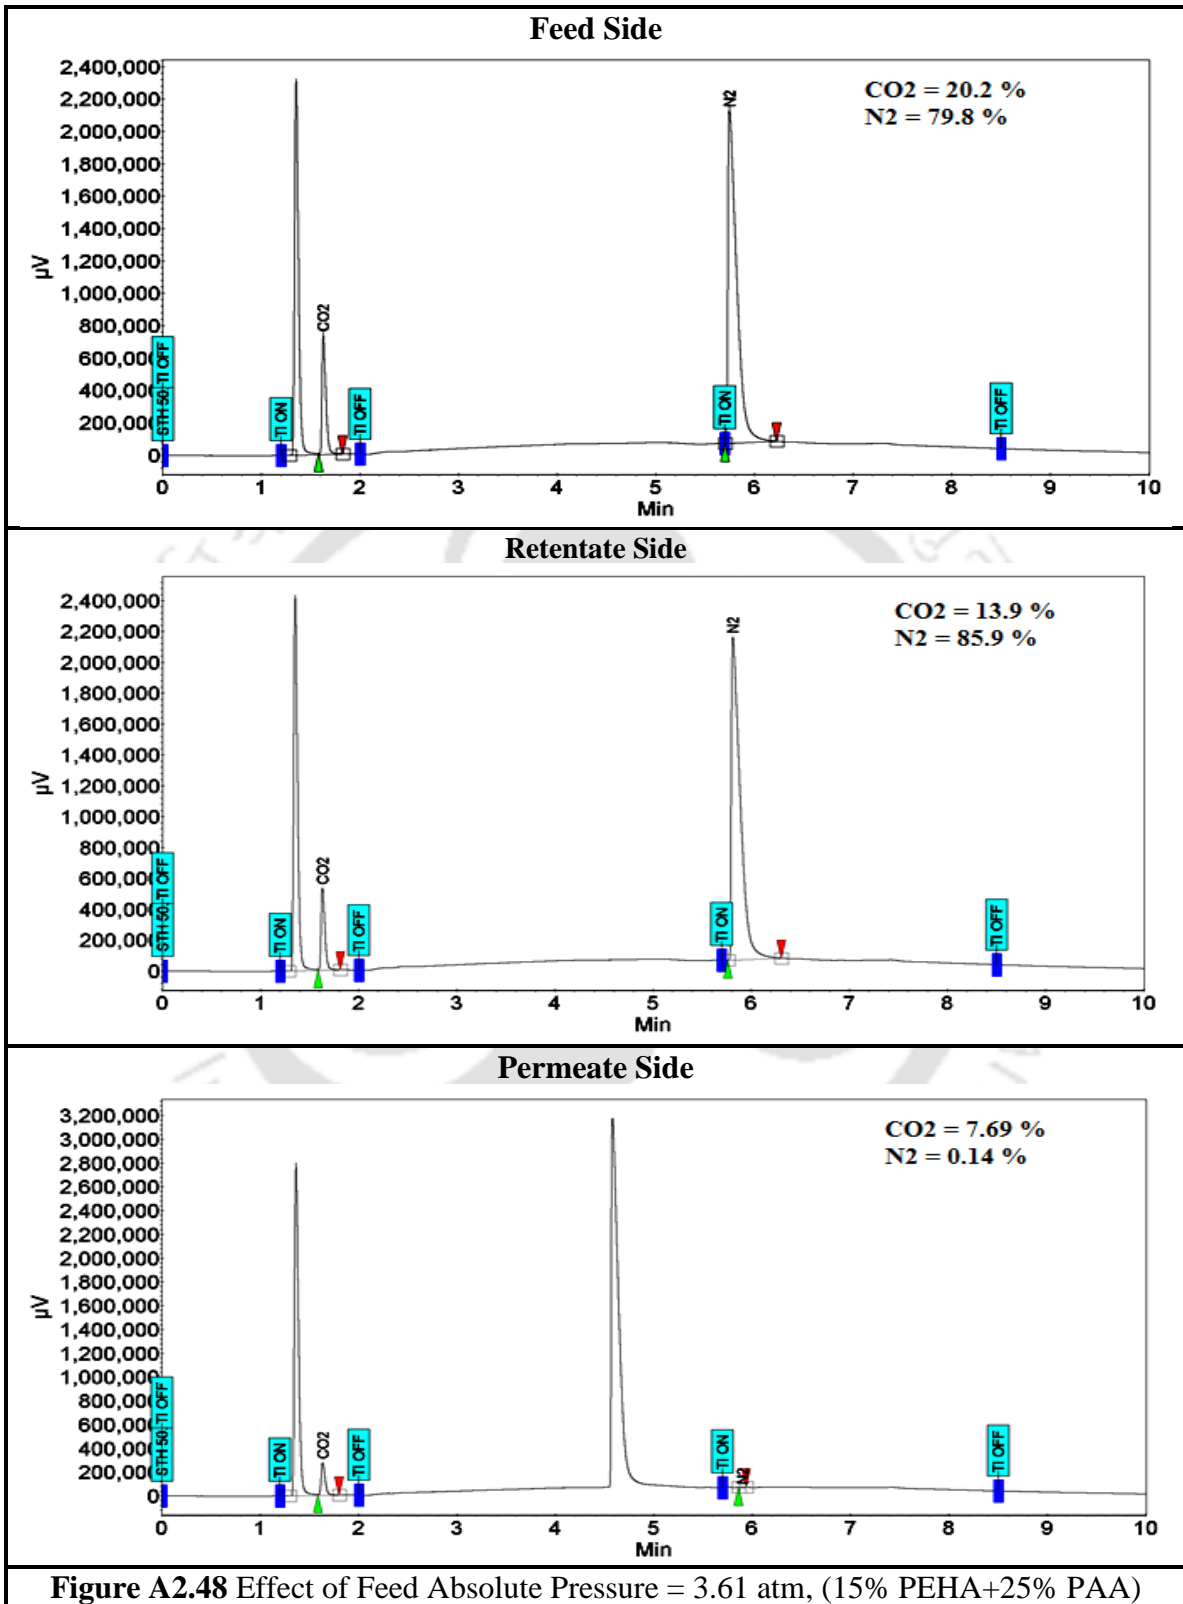 Feed Side
2,400,000
2,200,000
2,000,000
1,800,000
1,600,000
1,400,000
1,200,000
1,000,000
800,000
600,000
400,000
200,000
0
µV
STH 50,-TI OFF
-TI ON
CO2
-TI OFF
N2
-TI ON
-TI OFF
CO2 = 20.2 %
N2 = 79.8 %
0 1 2 3 4 5 6 7 8 9 10
Min
Retentate Side
2,400,000
2,200,000
2,000,000
1,800,000
1,600,000
1,400,000
1,200,000
1,000,000
800,000
600,000
400,000
200,000
0
µV
STH 50,-TI OFF
-TI ON
CO2
-TI OFF
N2
-TI ON
-TI OFF
CO2 = 13.9 %
N2 = 85.9 %
0 1 2 3 4 5 6 7 8 9 10
Min
Permeate Side
3,200,000
3,000,000
2,800,000
2,600,000
2,400,000
2,200,000
2,000,000
1,800,000
1,600,000
1,400,000
1,200,000
1,000,000
800,000
600,000
400,000
200,000
0
µV
STH 50,-TI OFF
-TI ON
CO2
-TI OFF
-TI ON
N2
-TI OFF
CO2 = 7.69 %
N2 = 0.14 %
0 1 2 3 4 5 6 7 8 9 10
Min
Figure A2.48 Effect of Feed Absolute Pressure = 3.61 atm, (15% PEHA+25% PAA)